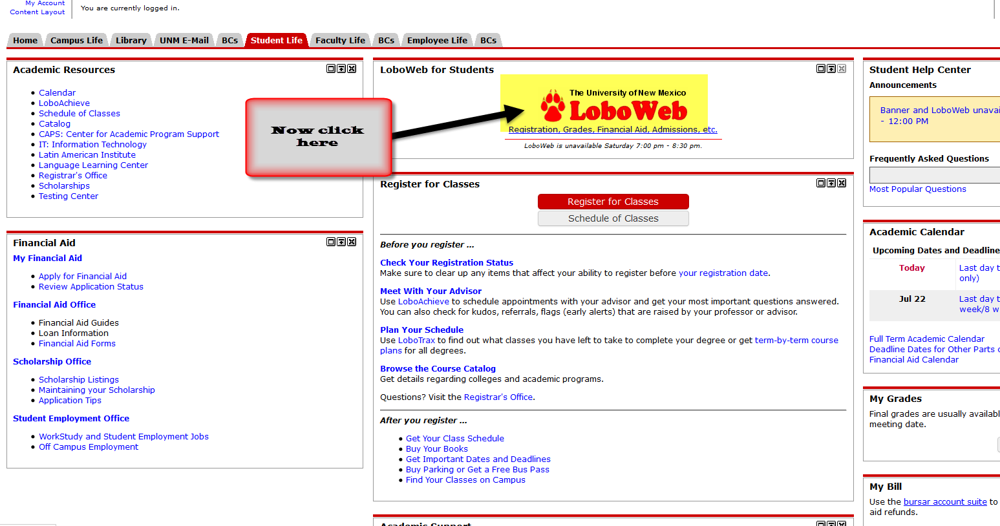 My Account
Content Layout
You are currently logged in.
Home
Campus Life
Library
UNM E-Mail
BCs
Student Life
Faculty Life
BCs
Employee Life
BCs
Academic Resources
Calendar
LoboAchieve
Schedule of Classes
Catalog
CAPS: Center for Academic Program Support
IT: Information Technology
Latin American Institute
Language Learning Center
Registrar's Office
Scholarships
Testing Center
Now click
here
Financial Aid
My Financial Aid
Apply for Financial Aid
Review Application Status
Financial Aid Office
Financial Aid Guides
Loan Information
Financial Aid Forms
Scholarship Office
Scholarship Listings
Maintaining your Scholarship
Application Tips
Student Employment Office
WorkStudy and Student Employment Jobs
Off Campus Employment
LoboWeb for Students
The University of New Mexico
LoboWeb
Registration, Grades, Financial Aid, Admissions, etc.
LoboWeb is unavailable Saturday 7:00 pm - 8:30 pm.
Register for Classes
Register for Classes
Schedule of Classes
Before you register ...
Check Your Registration Status
Make sure to clear up any items that affect your ability to register before your registration date.
Meet With Your Advisor
Use LoboAchieve to schedule appointments with your advisor and get your most important questions answered.
You can also check for kudos, referrals, flags (early alerts) that are raised by your professor or advisor.
Plan Your Schedule
Use LoboTrax to find out what classes you have left to take to complete your degree or get term-by-term course
plans for all degrees.
Browse the Course Catalog
Get details regarding colleges and academic programs.
Questions? Visit the Registrar's Office.
After you register ...
Get Your Class Schedule
Buy Your Books
Get Important Dates and Deadlines
Buy Parking or Get a Free Bus Pass
Find Your Classes on Campus
Academic Support
Student Help Center
Announcements
Banner and LoboWeb unavai
- 12:00 PM
Frequently Asked Questions
Most Popular Questions
Academic Calendar
Upcoming Dates and Deadline
Today
Last day t
only)
Jul 22
Last day t
week/8 w
Full Term Academic Calendar
Deadline Dates for Other Parts o
Financial Aid Calendar
My Grades
Final grades are usually availabl
meeting date.
My Bill
Use the bursar account suite to
aid refunds.